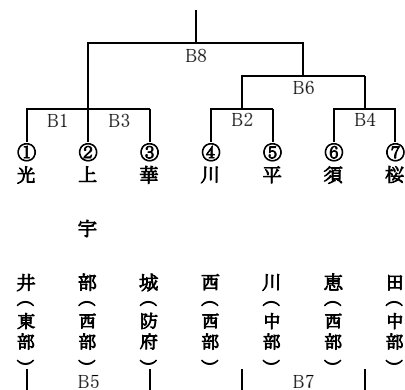 B8
B6
B1
B3
B2
B4
①光井（東部）
②上宇部（西部）
③華城（防府）
④川西（西部）
⑤平川（中部）
⑥須恵（西部）
⑦桜田（中部）
B5
B7